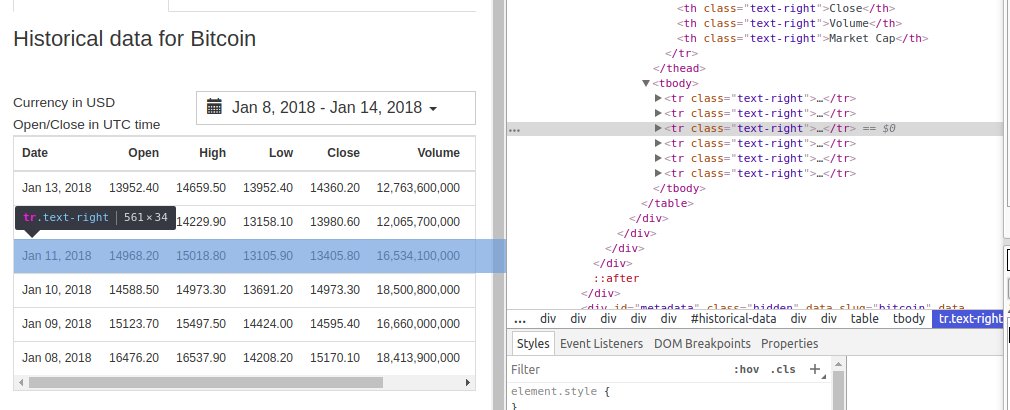 Historical data for Bitcoin
Currency in USD
Open/Close in UTC time
Jan 8, 2018 - Jan 14, 2018
Date Open High Low Close Volume
Jan 13, 2018 13952.40 14659.50 13952.40 14360.20 12,763,600,000
14229.90 13158.10 13980.60 12,065,700,000
tr.text-right | 561 × 34
Jan 11, 2018 14968.20 15018.80 13105.90 13405.80 16,534,100,000
Jan 10, 2018 14588.50 14973.30 13691.20 14973.30 18,500,800,000
Jan 09, 2018 15123.70 15497.50 14424.00 14595.40 16,660,000,000
Jan 08, 2018 16476.20 16537.90 14208.20 15170.10 18,413,900,000
<th class="text-right">Close</th>
<th class="text-right">Volume</th>
<th class="text-right">Market Cap</th>
</tr>
</thead>
▼<tbody>
▶<tr class="text-right">…</tr>
▶<tr class="text-right">…</tr>
… ▶<tr class="text-right">…</tr> == $0
▶<tr class="text-right">…</tr>
▶<tr class="text-right">…</tr>
▶<tr class="text-right">…</tr>
</tbody>
</table>
</div>
</div>
</div>
</div>
::after
</div>
<div id="metadata" class="hidden" data-slug="bitcoin" data-
… div div div div div #historical-data div div table tbody tr.text-right
Styles Event Listeners DOM Breakpoints Properties
Filter :hov .cls +
element.style {
}